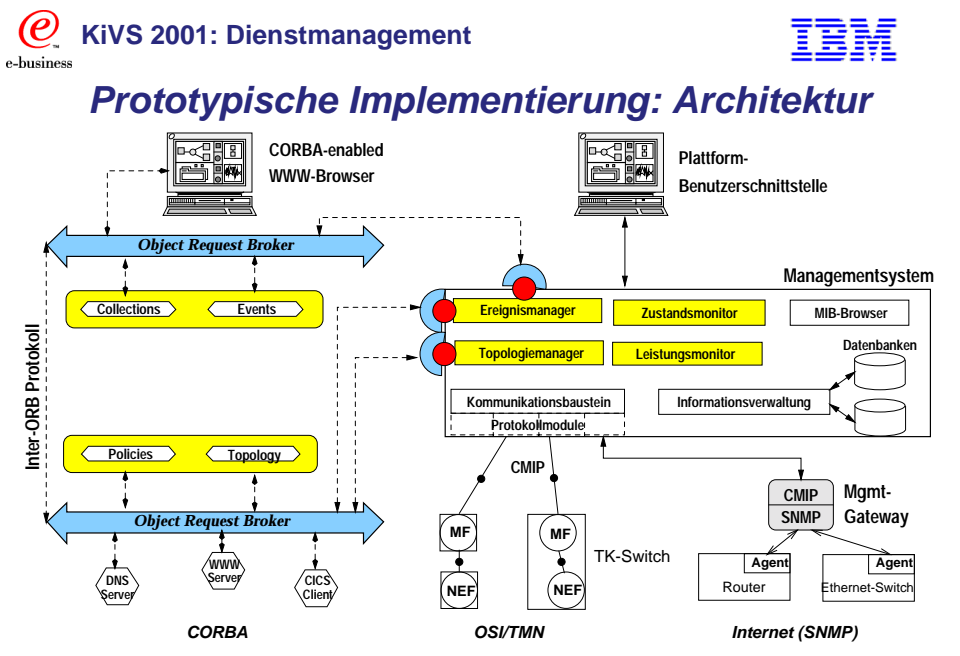 e
TM
e-business
KiVS 2001: Dienstmanagement
IBM
Prototypische Implementierung: Architektur
CORBA-enabled
WWW-Browser
Plattform-
Benutzerschnittstelle
Object Request Broker
Managementsystem
Collections
Events
Ereignismanager
Zustandsmonitor
MIB-Browser
Topologiemanager
Leistungsmonitor
Datenbanken
Inter-ORB Protokoll
Kommunikationsbaustein
Informationsverwaltung
Protokollmodule
Policies
Topology
CMIP
Object Request Broker
CMIP
SNMP
Mgmt-
Gateway
MF
MF
TK-Switch
NEF
NEF
DNS
Server
WWW
Server
CICS
Client
Agent
Router
Agent
Ethernet-Switch
CORBA
OSI/TMN
Internet (SNMP)